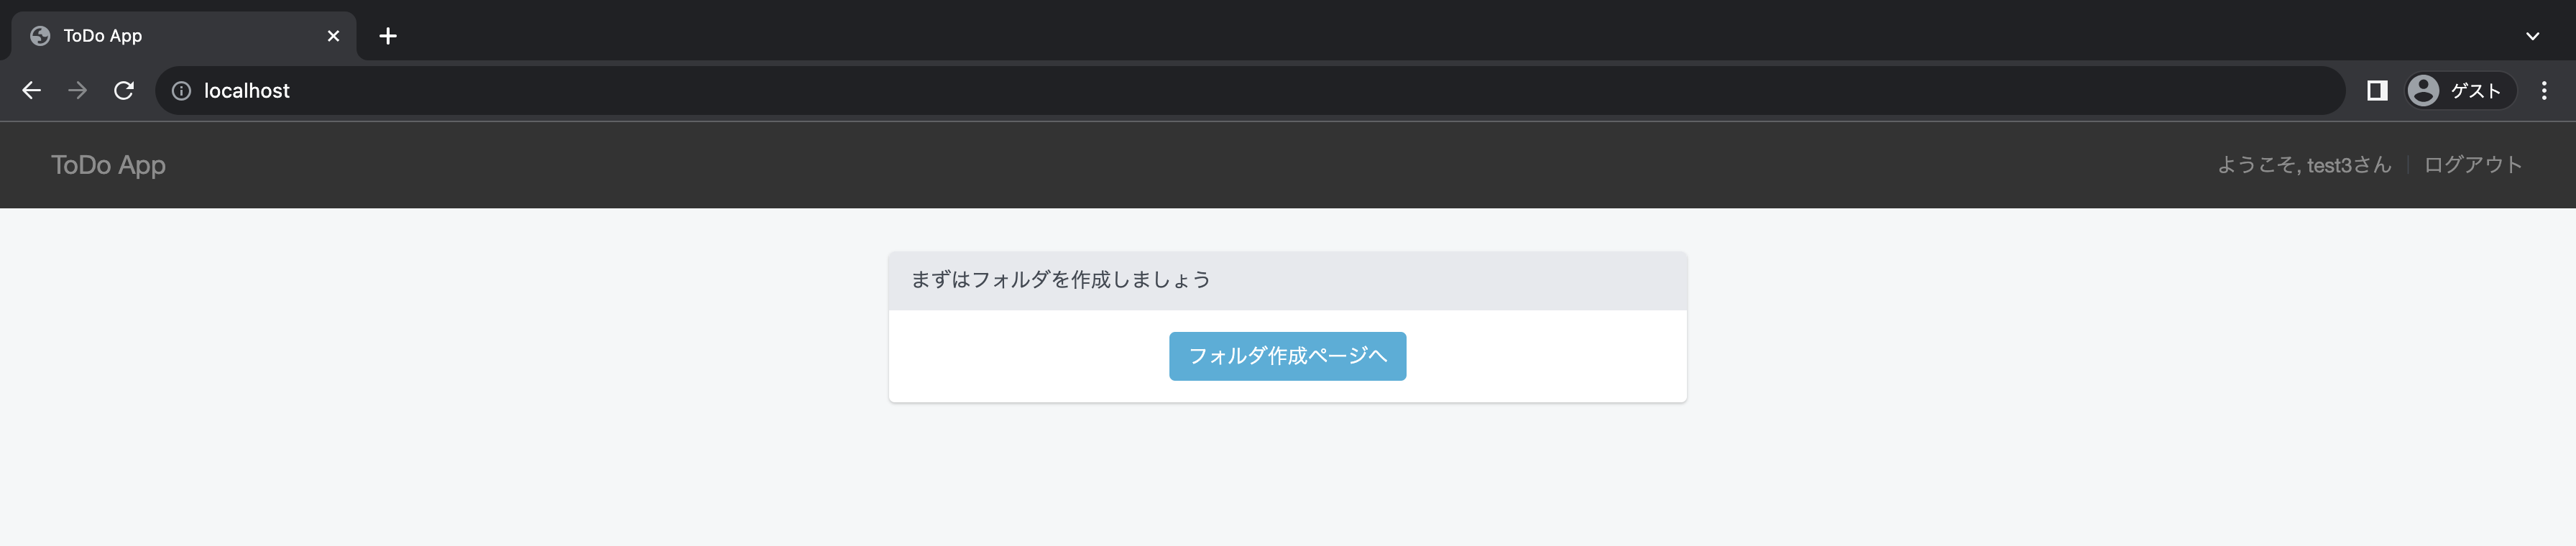 ToDo App
localhost
ゲスト
ToDo App
ようこそ, test3さん
ログアウト
まずはフォルダを作成しましょう
フォルダ作成ページへ